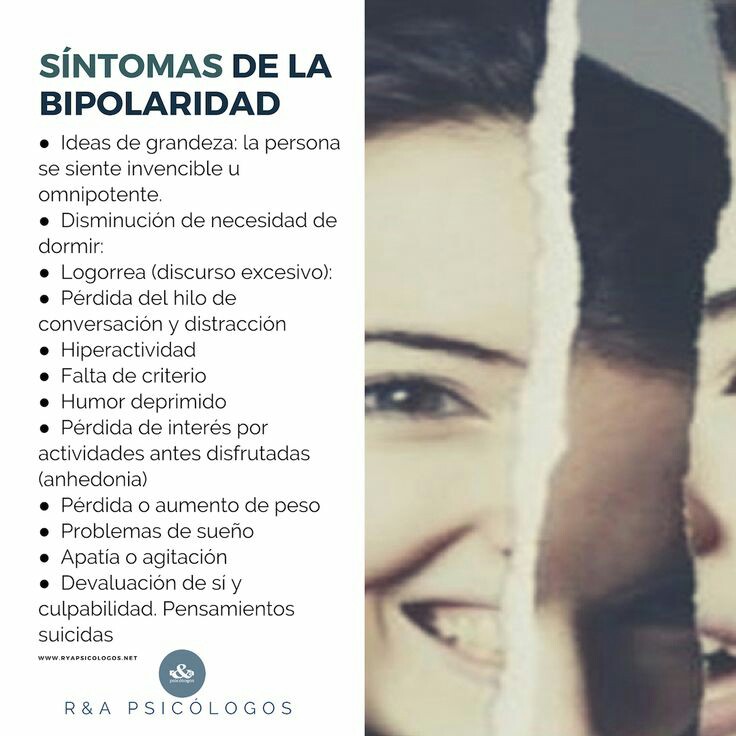 SÍNTOMAS DE LA
BIPOLARIDAD
● Ideas de grandeza: la persona
se siente invencible u
omnipotente.
● Disminución de necesidad de
dormir:
● Logorrea (discurso excesivo):
● Pérdida del hilo de
conversación y distracción
● Hiperactividad
● Falta de criterio
● Humor deprimido
● Pérdida de interés por
actividades antes disfrutadas
(anhedonia)
● Pérdida o aumento de peso
● Problemas de sueño
● Apatía o agitación
● Devaluación de sí y
culpabilidad. Pensamientos
suicidas
WWW.RYAPSICOLOGOS.NET
&
psicólogos
R&A PSICÓLOGOS